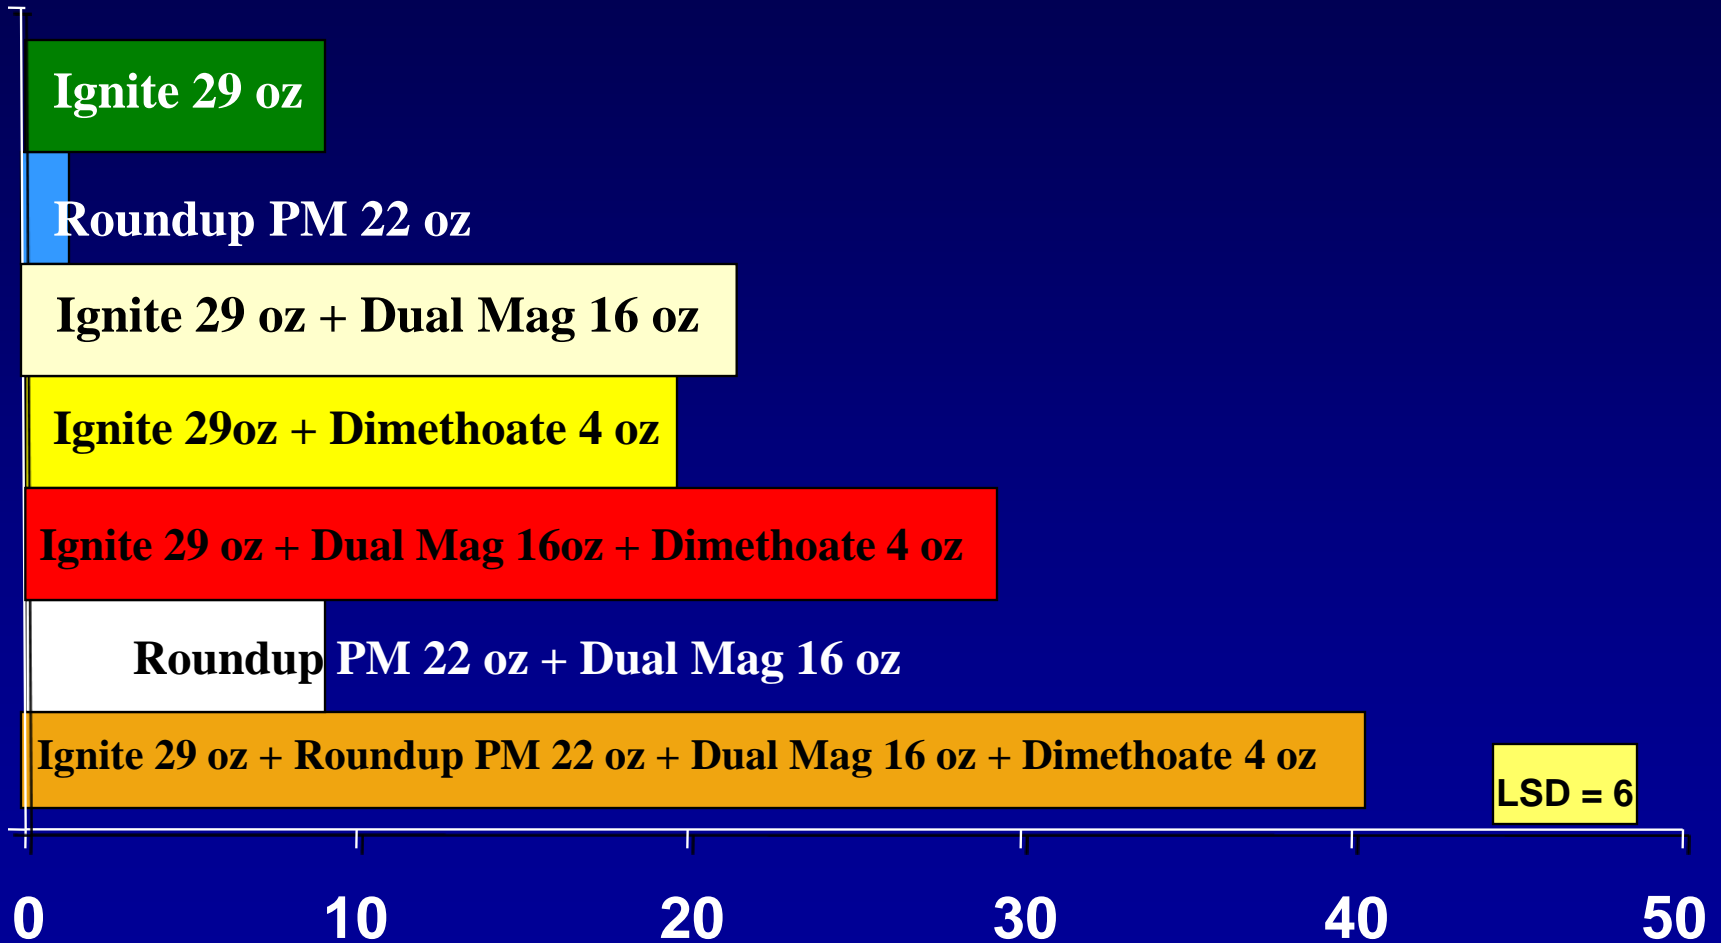 Ignite 29 oz
Roundup PM 22 oz
Ignite 29 oz + Dual Mag 16 oz
Ignite 29oz + Dimethoate 4 oz
Ignite 29 oz + Dual Mag 16oz + Dimethoate 4 oz
Roundup PM 22 oz + Dual Mag 16 oz
Ignite 29 oz + Roundup PM 22 oz + Dual Mag 16 oz + Dimethoate 4 oz
LSD = 6
0 10 20 30 40 50